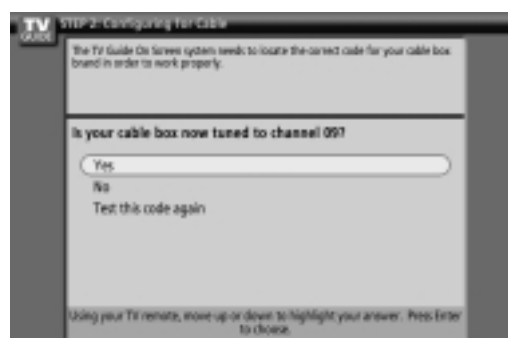 TV
GUIDE
STEP 2: Configuring for Cable
The TV Guide On Screen system needs to locate the correct code for your cable box
brand in order to work properly.
Is your cable box now tuned to channel 09?
Yes
No
Test this code again
Using your TV remote, move up or down to highlight your answer. Press Enter
to choose.